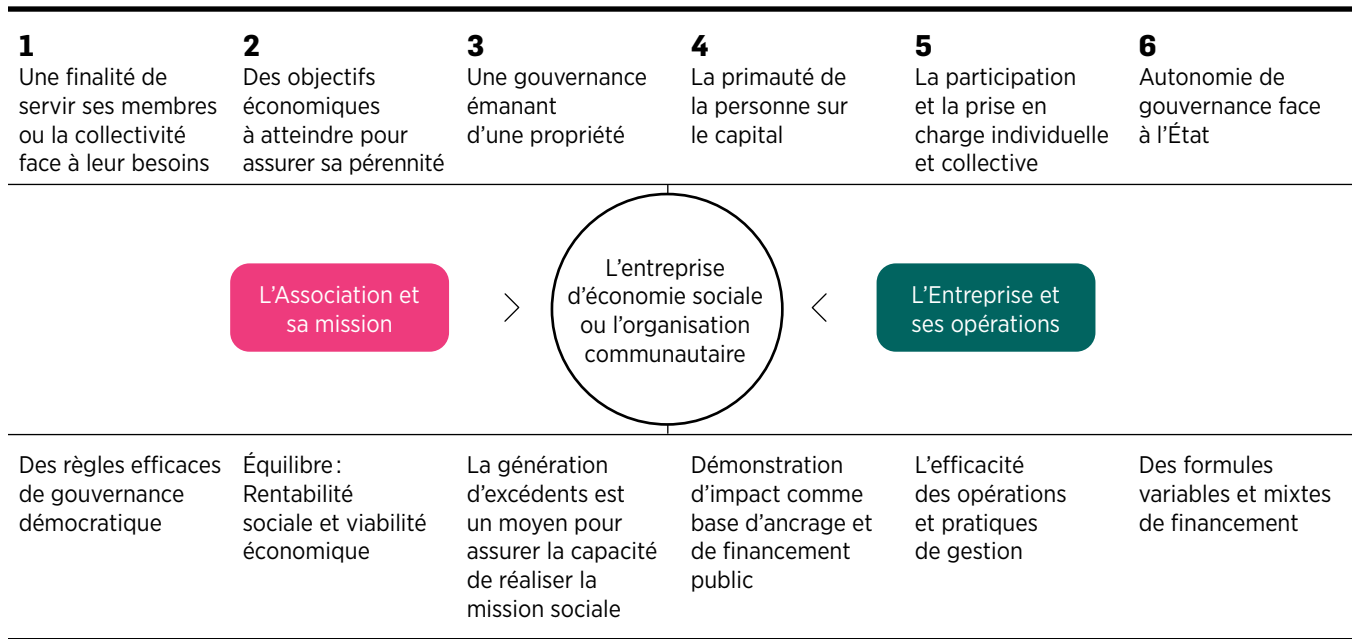 1
Une finalité de
servir ses membres
ou la collectivité
face à leur besoins
2
Des objectifs
économiques
à atteindre pour
assurer sa pérennité
3
Une gouvernance
émanant
d'une propriété
4
La primauté de
la personne sur
le capital
5
La participation
et la prise en
charge individuelle
et collective
6
Autonomie de
gouvernance face
à l'État
L'Association et
sa mission
>
L'entreprise
d'économie sociale
ou l'organisation
communautaire
<
L'Entreprise et
ses opérations
Des règles efficaces
de gouvernance
démocratique
Équilibre :
Rentabilité
sociale et viabilité
économique
La génération
d'excédents est
un moyen pour
assurer la capacité
de réaliser la
mission sociale
Démonstration
d'impact comme
base d'ancrage et
de financement
public
L'efficacité
des opérations
et pratiques
de gestion
Des formules
variables et mixtes
de financement